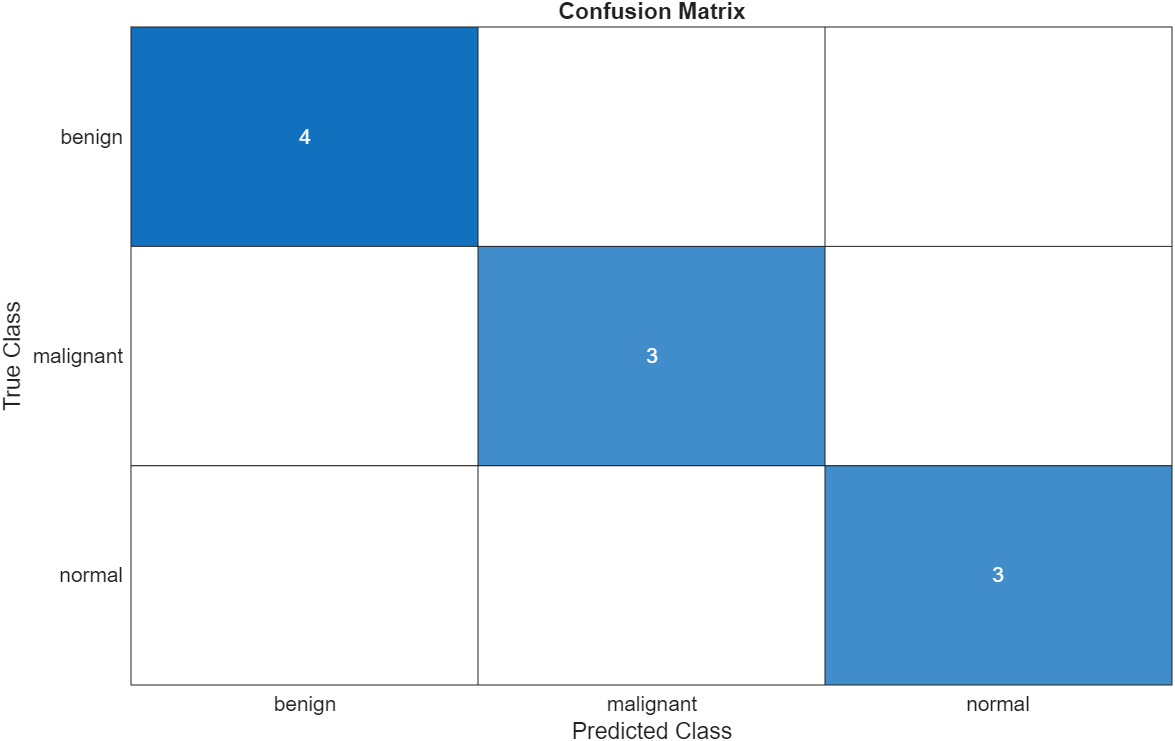 Confusion Matrix
True Class
benign
4
malignant
3
normal
3
benign malignant normal
Predicted Class